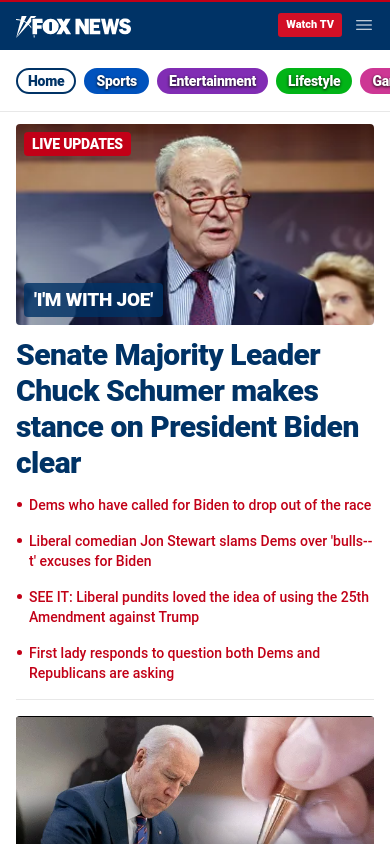 FOX NEWS
Watch TV
Home Sports Entertainment Lifestyle
LIVE UPDATES
'I'M WITH JOE'
Senate Majority Leader
Chuck Schumer makes
stance on President Biden
clear
• Dems who have called for Biden to drop out of the race
• Liberal comedian Jon Stewart slams Dems over 'bulls--
t' excuses for Biden
• SEE IT: Liberal pundits loved the idea of using the 25th
Amendment against Trump
• First lady responds to question both Dems and
Republicans are asking